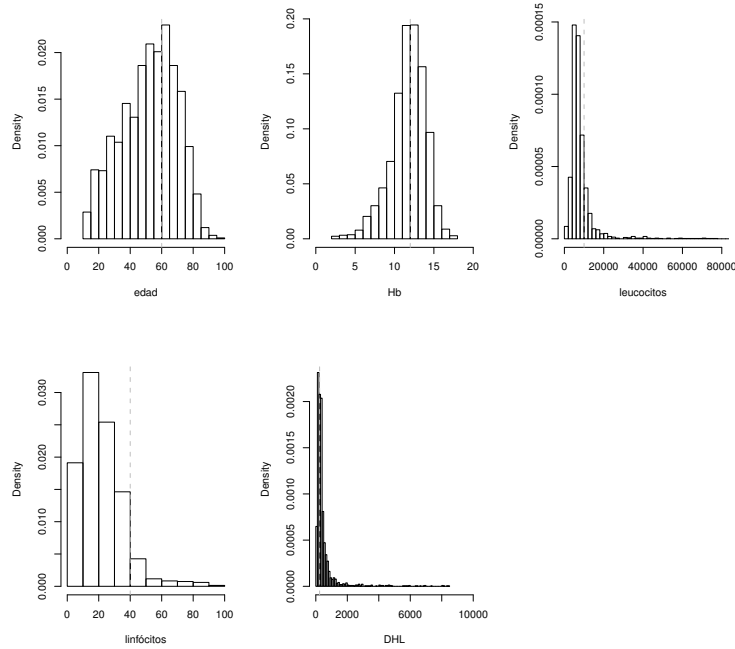 Density
0.000 0.005 0.010 0.015 0.020
0 20 40 60 80 100
edad
Density
0.00 0.05 0.10 0.15 0.20
0 5 10 15 20
Hb
Density
0.00000 0.00005 0.00010 0.00015
0 20000 40000 60000 80000
leucocitos
Density
0.000 0.010 0.020 0.030
0 20 40 60 80 100
linfócitos
Density
0.0000 0.0005 0.0010 0.0015 0.0020
0 2000 6000 10000
DHL